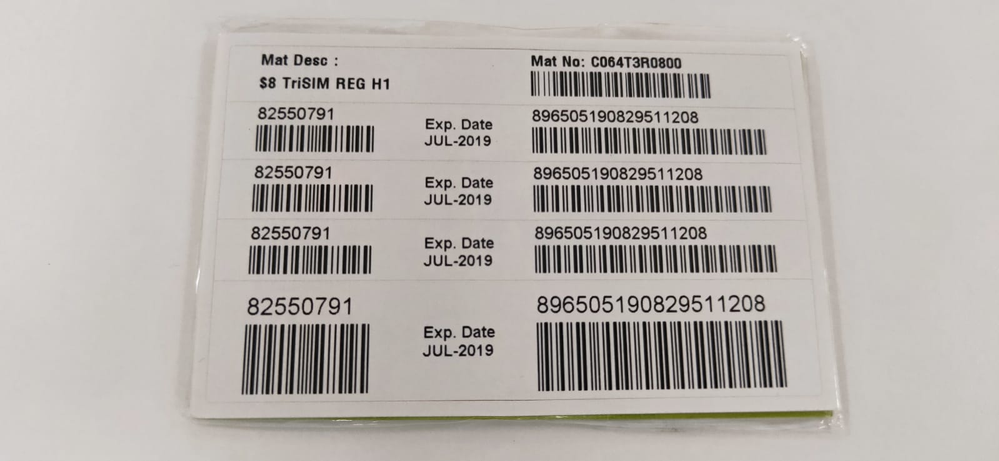 Mat Desc :
Mat No: C064T3R0800
$8 TriSIM REG H1
82550791
Exp. Date
JUL-2019
896505190829511208
82550791
Exp. Date
JUL-2019
896505190829511208
82550791
Exp. Date
JUL-2019
896505190829511208
82550791
Exp. Date
JUL-2019
896505190829511208